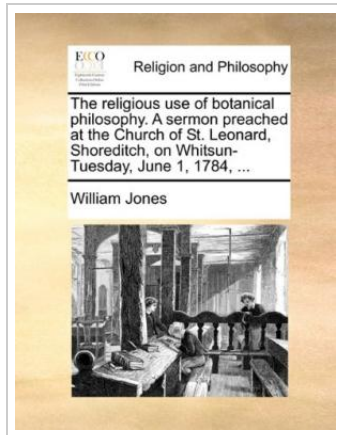 ECCO
Religion and Philosophy
The religious use of botanical
philosophy. A sermon preached
at the Church of St. Leonard,
Shoreditch, on Whitsun-
Tuesday, June 1, 1784, ...
William Jones